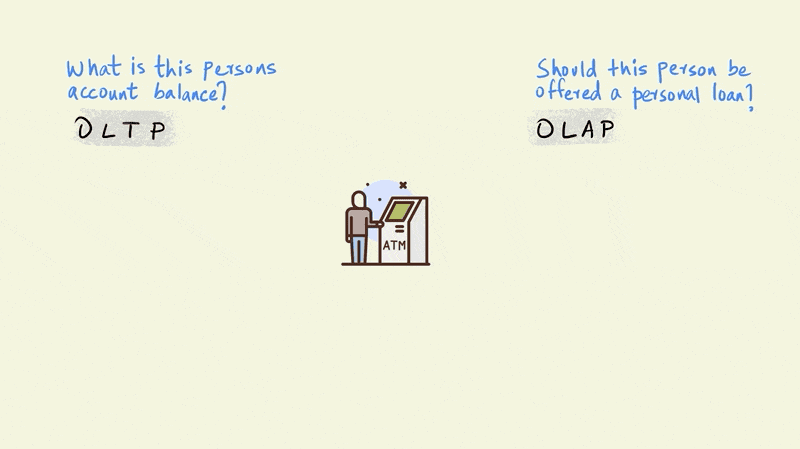 What is this persons
account balance?
OLTP
Should this person be
offered a personal loan?
OLAP
ATM